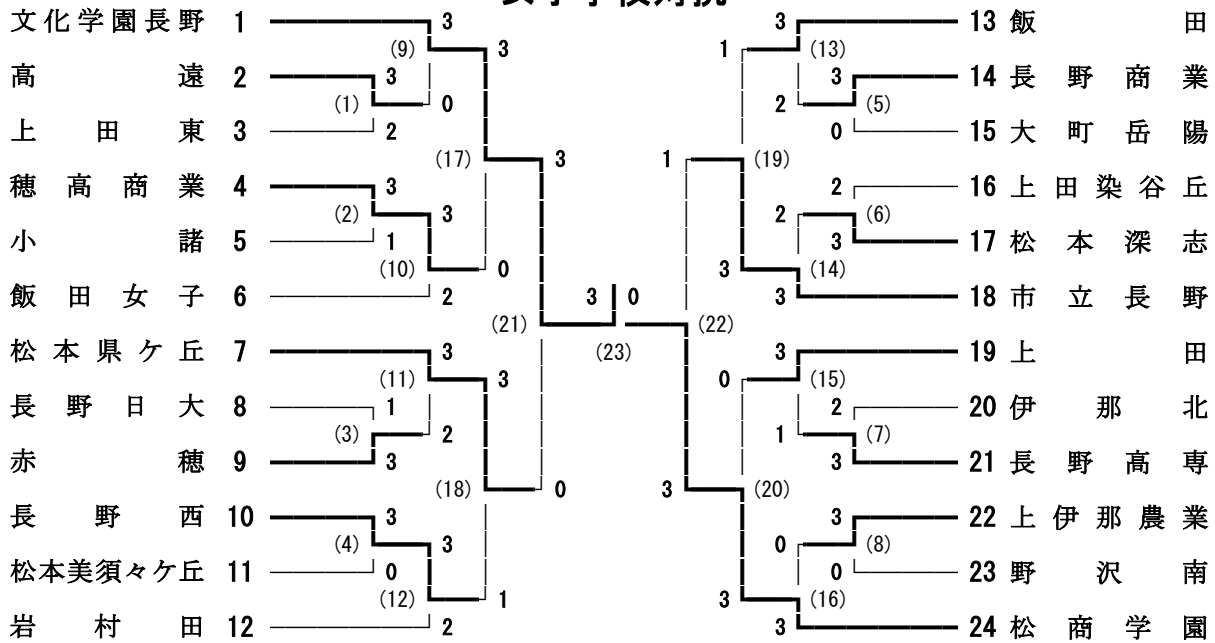 文化学園長野 1 3 3 13 飯田
(9) 3 1 (13)
高遠 2 3 3 14 長野商業
(1) 0 2 (5)
上田東 3 2 0 15 大町岳陽
(17) 3 1 (19)
穂高商業 4 3 2 16 上田染谷丘
(2) 3 2 (6)
小諸 5 1 3 17 松本深志
(10) 0 3 (14)
飯田女子 6 2 3 0 3 18 市立長野
(21) (22)
松本県ケ丘 7 3 (23) 3 19 上田
(11) 3 0 (15)
長野日大 8 1 2 20 伊那北
(3) 2 1 (7)
赤穂 9 3 3 21 長野高専
(18) 0 3 (20)
長野西 10 3 3 22 上伊那農業
(4) 3 0 (8)
松本美須々ケ丘 11 0 0 23 野沢南
(12) 1 3 (16)
岩村田 12 2 3 24 松商学園